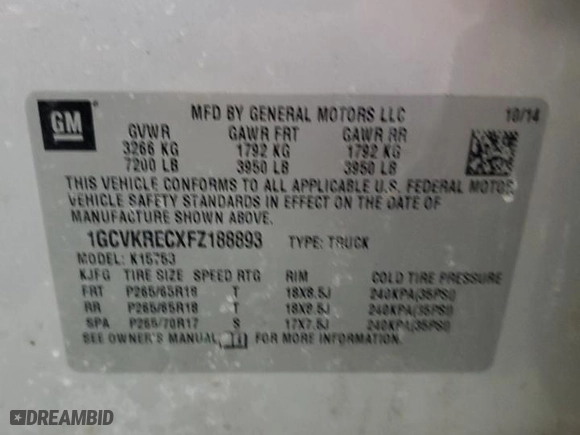 GM
MFD BY GENERAL MOTORS LLC 10/14
GVWR GAWR FRT GAWR RR
3266 KG 1792 KG 1792 KG
7200 LB 3950 LB 3950 LB
THIS VEHICLE CONFORMS TO ALL APPLICABLE U.S. FEDERAL MOTOR
VEHICLE SAFETY STANDARDS IN EFFECT ON THE DATE OF
MANUFACTURE SHOWN ABOVE.
1GCVKRECXFZ188893 TYPE: TRUCK
MODEL: K15753
KJFG TIRE SIZE SPEED RTG RIM COLD TIRE PRESSURE
FRT P265/65R18 T 18X8.5J 240KPA(35PSI)
RR P265/65R18 T 18X8.5J 240KPA(35PSI)
SPA P265/70R17 S 17X7.5J 240KPA(35PSI)
SEE OWNER'S MANUAL FOR MORE INFORMATION.
DREAMBID